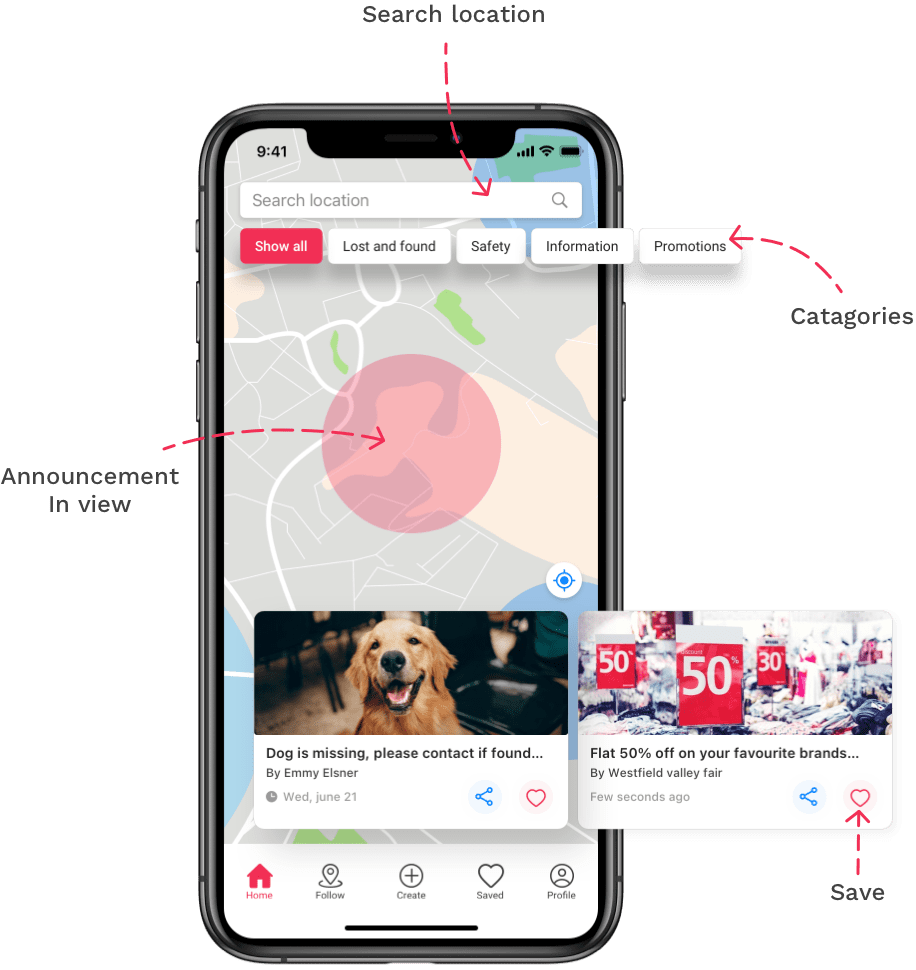 Search location
9:41
Search location
Show all Lost and found Safety Information Promotions
Catagories
Announcement
In view
50%
discount
50%
30
Dog is missing, please contact if found...
By Emmy Elsner
Wed, june 21
Flat 50% off on your favourite brands...
By Westfield valley fair
Few seconds ago
Save
Home Follow Create Saved Profile